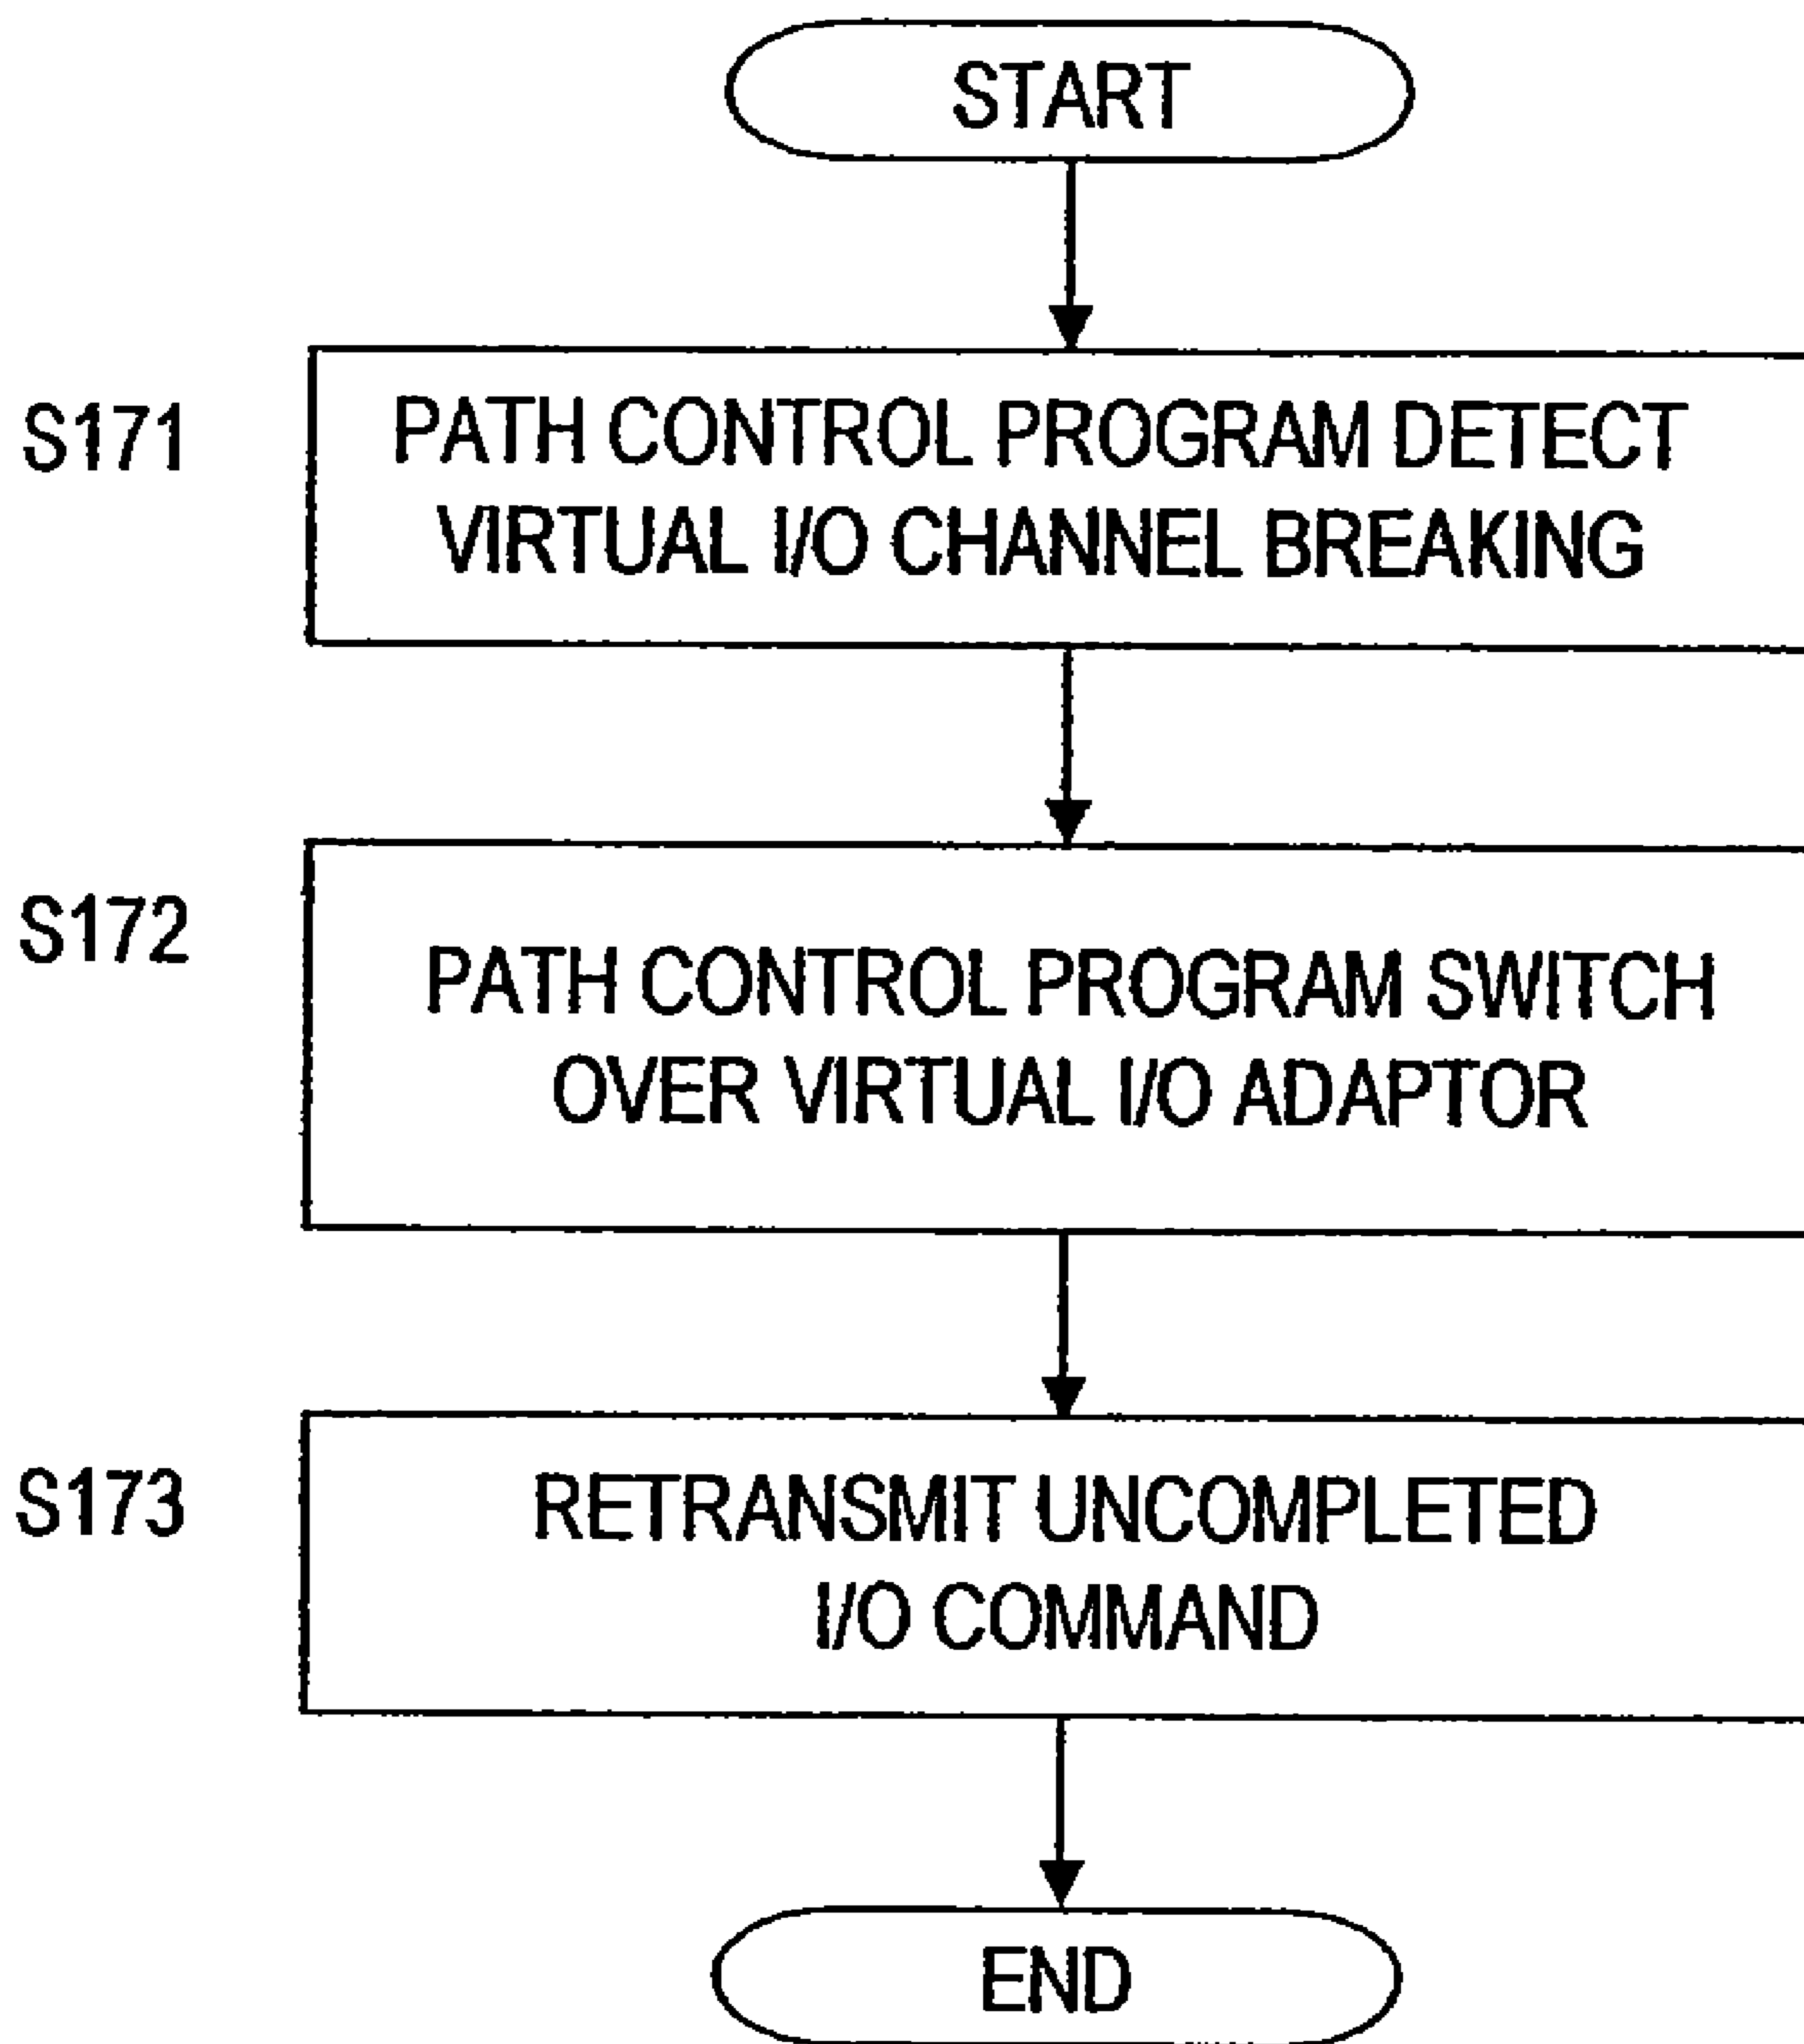 START
S171
PATH CONTROL PROGRAM DETECT
VIRTUAL I/O CHANNEL BREAKING
S172
PATH CONTROL PROGRAM SWITCH
OVER VIRTUAL I/O ADAPTOR
S173
RETRANSMIT UNCOMPLETED
I/O COMMAND
END